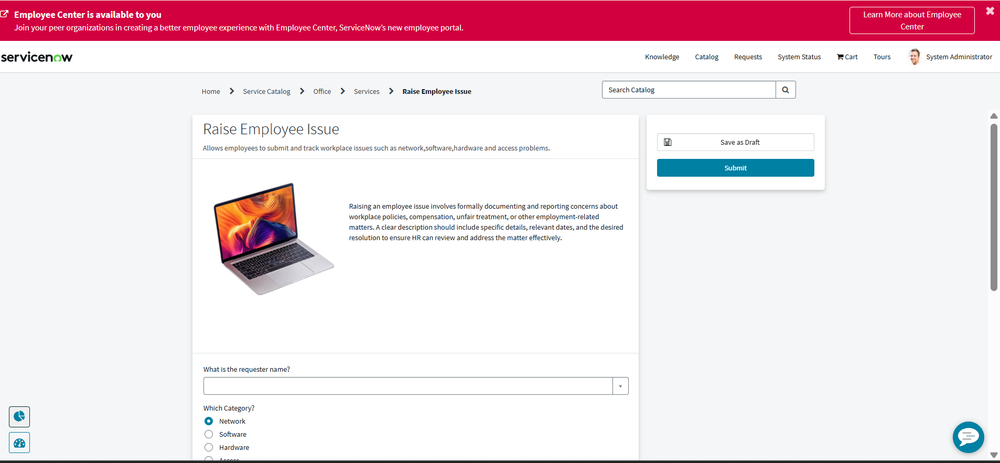 Employee Center is available to you
Join your peer organizations in creating a better employee experience with Employee Center, ServiceNow's new employee portal.
Learn More about Employee
Center
servicenow
Knowledge
Catalog
Requests
System Status
Cart
Tours
System Administrator
Home
Service Catalog
Office
Services
Raise Employee Issue
Search Catalog
Raise Employee Issue
Allows employees to submit and track workplace issues such as network,software,hardware and access problems.
Save as Draft
Submit
Raising an employee issue involves formally documenting and reporting concerns about
workplace policies, compensation, unfair treatment, or other employment-related
matters. A clear description should include specific details, relevant dates, and the desired
resolution to ensure HR can review and address the matter effectively.
What is the requester name?
Which Category?
Network
Software
Hardware
Access